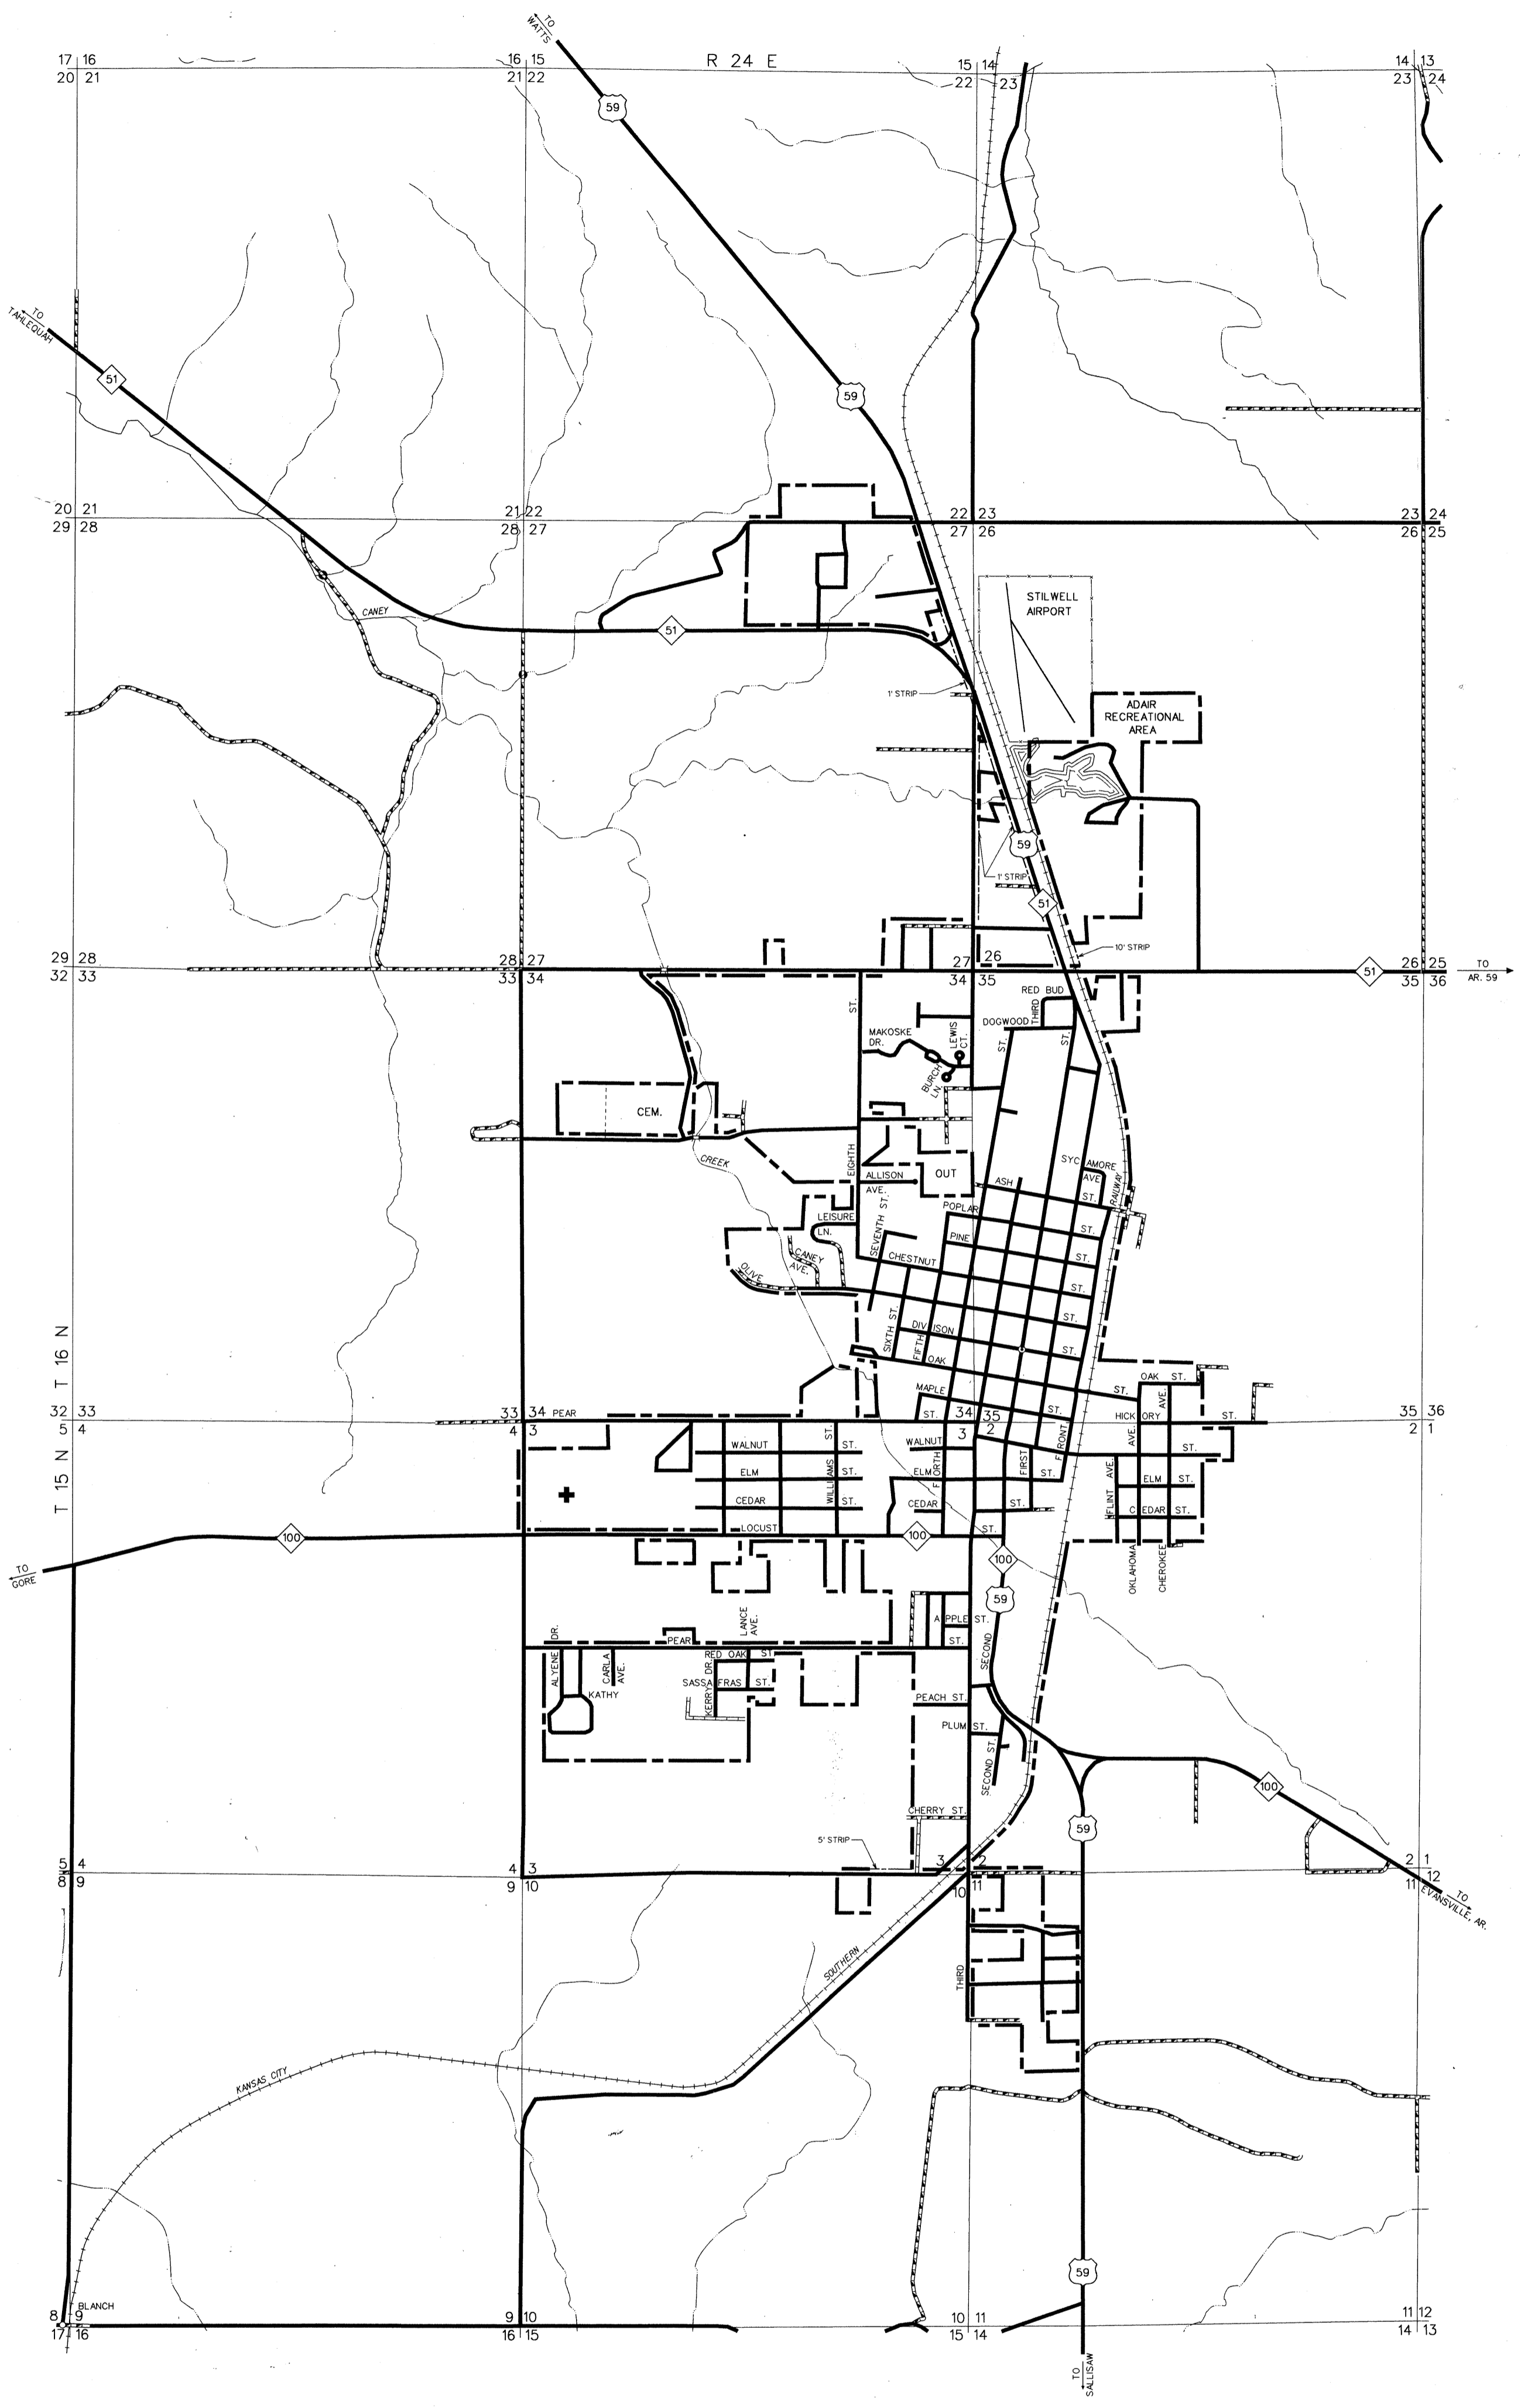 TO
WATTS
17 16
20 21
16 15
21 22
R 24 E
15 14
22 23
14 13
23 24
59
TO
TAHLEQUAH
51
59
20 21
29 28
21 22
28 27
22 23
27 26
23 24
26 25
STILWELL
AIRPORT
CANEY
51
1' STRIP
ADAIR
RECREATIONAL
AREA
59
1' STRIP
51
10' STRIP
29 28
32 33
28 27
33 34
27 26
34 35
26 25
35 36
51
TO
AR. 59
RED BUD
THIRD
DOGWOOD
ST.
ST.
ST.
MAKOSKE
DR.
LEWIS
CT.
BURCH
LN.
CEM.
CREEK
EIGHTH
ALLISON
AVE.
OUT
SYCAMORE
AVE.
ASH
ST.
RAILWAY
LEISURE
LN.
SEVENTH ST.
POPLAR
ST.
PINE
ST.
CANEY
AVE.
CHESTNUT
ST.
OLIVE
ST.
SIXTH ST.
DIVISION
ST.
FIFTH
OAK
ST.
OAK ST.
MAPLE
ST.
AVE.
T 16 N
32 33
5 4
33 34
4 3
PEAR
34 35
3 2
HICKORY
ST.
35 36
2 1
T 15 N
WALNUT
ST.
ST.
WALNUT
FRONT
AVE.
ST.
ELM
WILLIAMS
ST.
ELM
FORTH
FIRST
ST.
FLINT
AVE.
ELM
ST.
CEDAR
ST.
CEDAR
ST.
CEDAR
ST.
LOCUST
ST.
100
100
100
TO
GORE
OKLAHOMA
CHEROKEE
59
APPLE ST.
ST.
LANCE
AVE.
PEAR
ALYENE DR.
CARLA
AVE.
KATHY
RED OAK ST.
SASSAFRAS ST.
KERRY DR.
SECOND
PEACH ST.
PLUM ST.
SECOND ST.
CHERRY ST.
100
59
5' STRIP
5 4
8 9
4 3
9 10
3 2
10 11
2 1
11 12
TO
EVANSVILLE, AR.
SOUTHERN
THIRD
KANSAS CITY
59
BLANCH
8 9
17 16
9 10
16 15
10 11
15 14
11 12
14 13
TO
SALLISAW